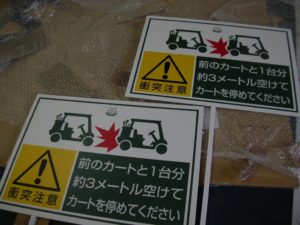 前のカートと1台分
約3メートル空けて
カートを停めてください
衝突注意
前のカートと1台分
約3メートル空けて
カートを停めてください
衝突注意